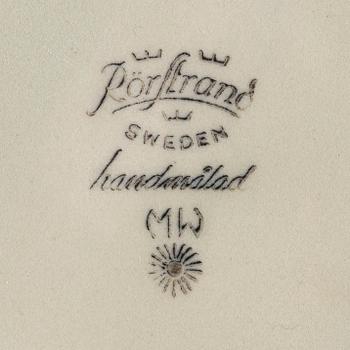 Rörstrand
SWEDEN
handmålad
MW